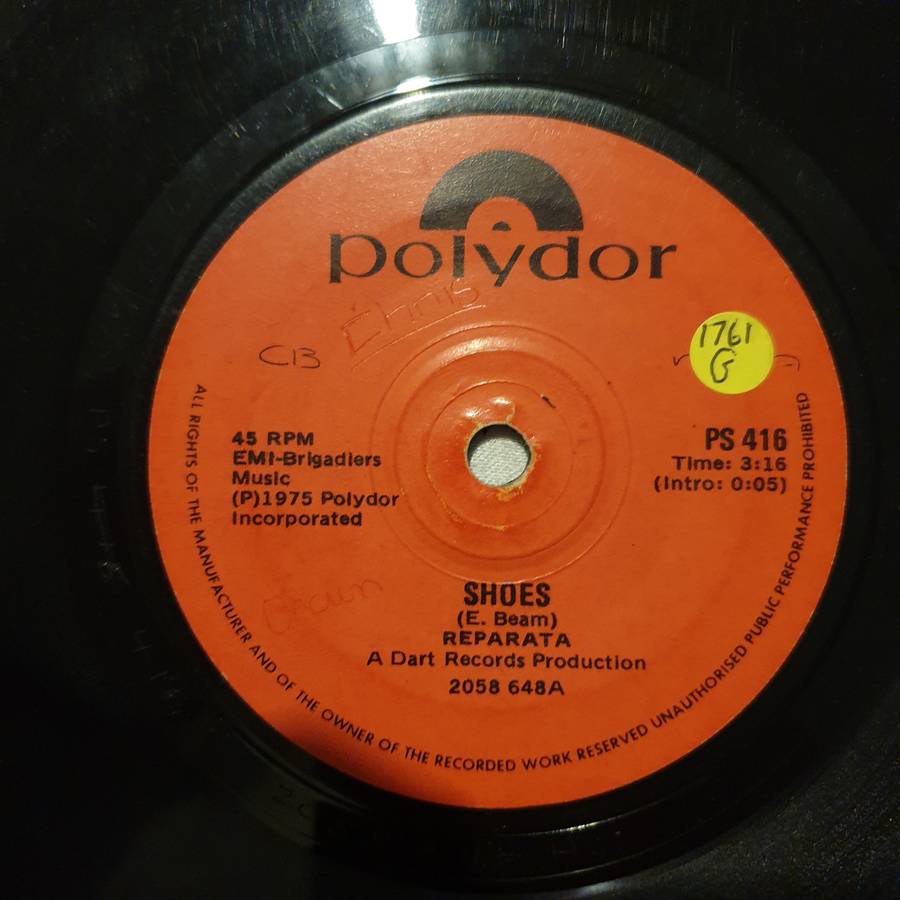 polydor
Chris
C13
1761
G
45 RPM
EMI-Brigadiers
Music
(P)1975 Polydor
Incorporated
PS 416
Time: 3:16
(Intro: 0:05)
SHOES
(E. Beam)
REPARATA
A Dart Records Production
2058 648A
ALL RIGHTS OF THE MANUFACTURER AND OF THE OWNER OF THE RECORDED WORK RESERVED UNAUTHORISED PUBLIC PERFORMANCE PROHIBITED